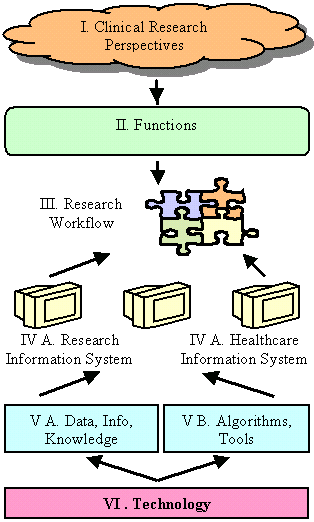 I. Clinical Research
Perspectives
II. Functions
III. Research
Workflow
IV A. Research
Information System
IV A. Healthcare
Information System
V A. Data, Info,
Knowledge
V B. Algorithms,
Tools
VI . Technology